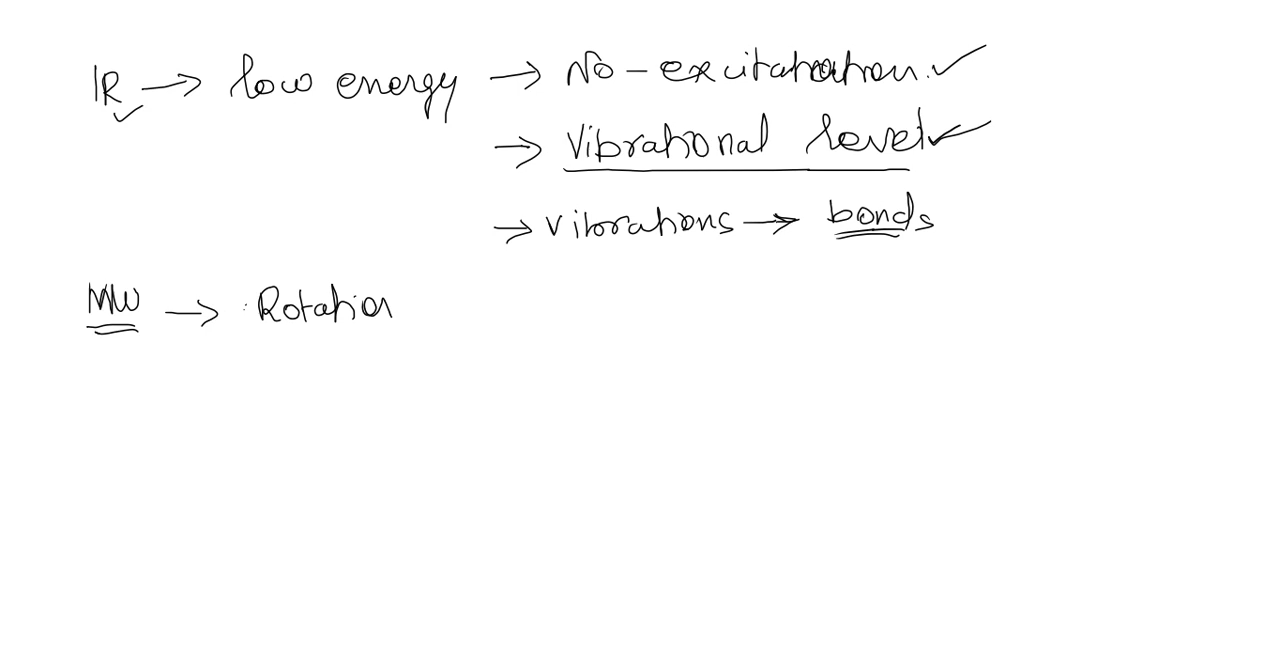 IR → low energy → No - excitation. ✓
→ Vibrational level ✓
→ vibrations → bonds
MW → Rotation